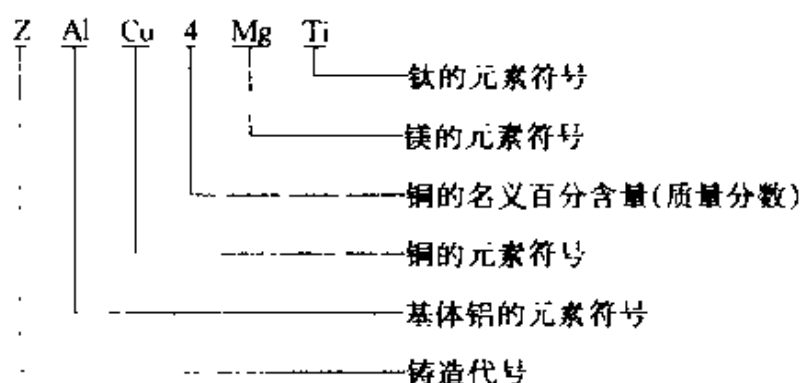 Z Al Cu 4 Mg Ti
钛的元素符号
镁的元素符号
铜的名义百分含量(质量分数)
铜的元素符号
基体铝的元素符号
铸造代号